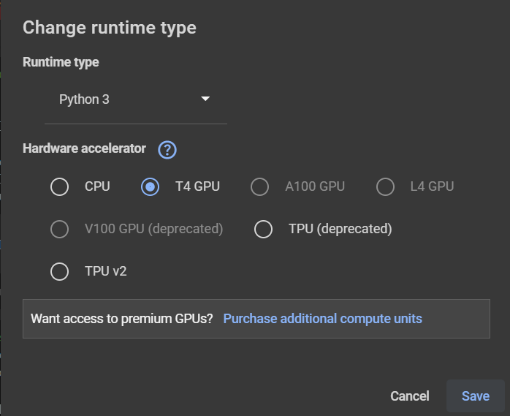 Change runtime type
Runtime type
Python 3
Hardware accelerator ?
CPU T4 GPU A100 GPU L4 GPU
V100 GPU (deprecated) TPU (deprecated)
TPU v2
Want access to premium GPUs? Purchase additional compute units
Cancel Save